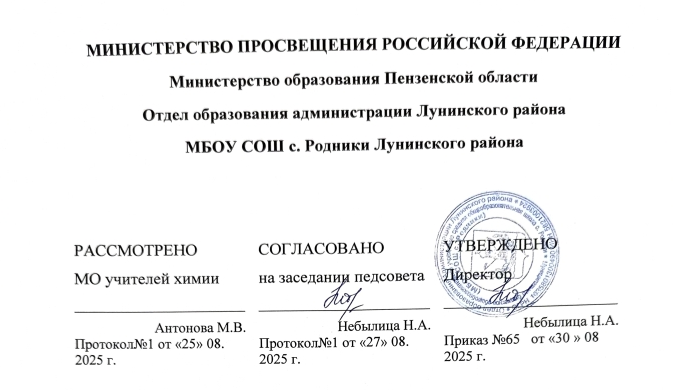 МИНИСТЕРСТВО ПРОСВЕЩЕНИЯ РОССИЙСКОЙ ФЕДЕРАЦИИ
Министерство образования Пензенской области
Отдел образования администрации Лунинского района
МБОУ СОШ с. Родники Лунинского района
РАССМОТРЕНО
МО учителей химии
Антонова М.В.
Протокол№1 от «25» 08.
2025 г.
СОГЛАСОВАНО
на заседании педсовета
Небылица Н.А.
Протокол№1 от «27» 08.
2025 г.
УТВЕРЖДЕНО
Директор
Небылица Н.А.
Приказ №65 от «30 » 08
2025 г.